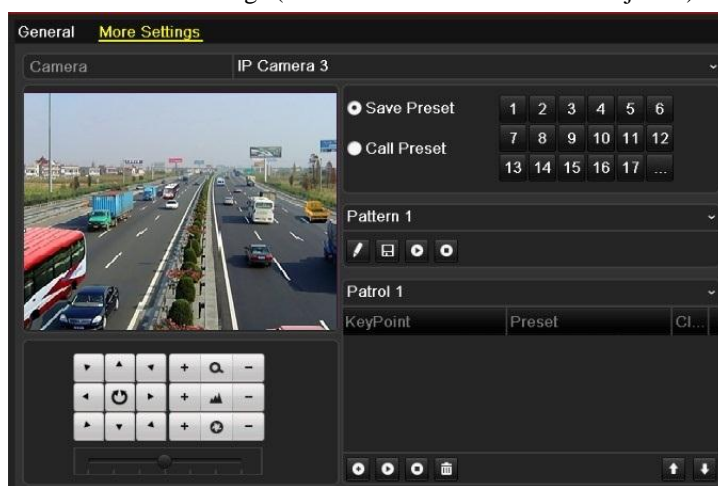 General More Settings
Camera IP Camera 3
Save Preset 1 2 3 4 5 6
Call Preset 7 8 9 10 11 12
13 14 15 16 17 ...
Pattern 1
Patrol 1
KeyPoint Preset Cl...